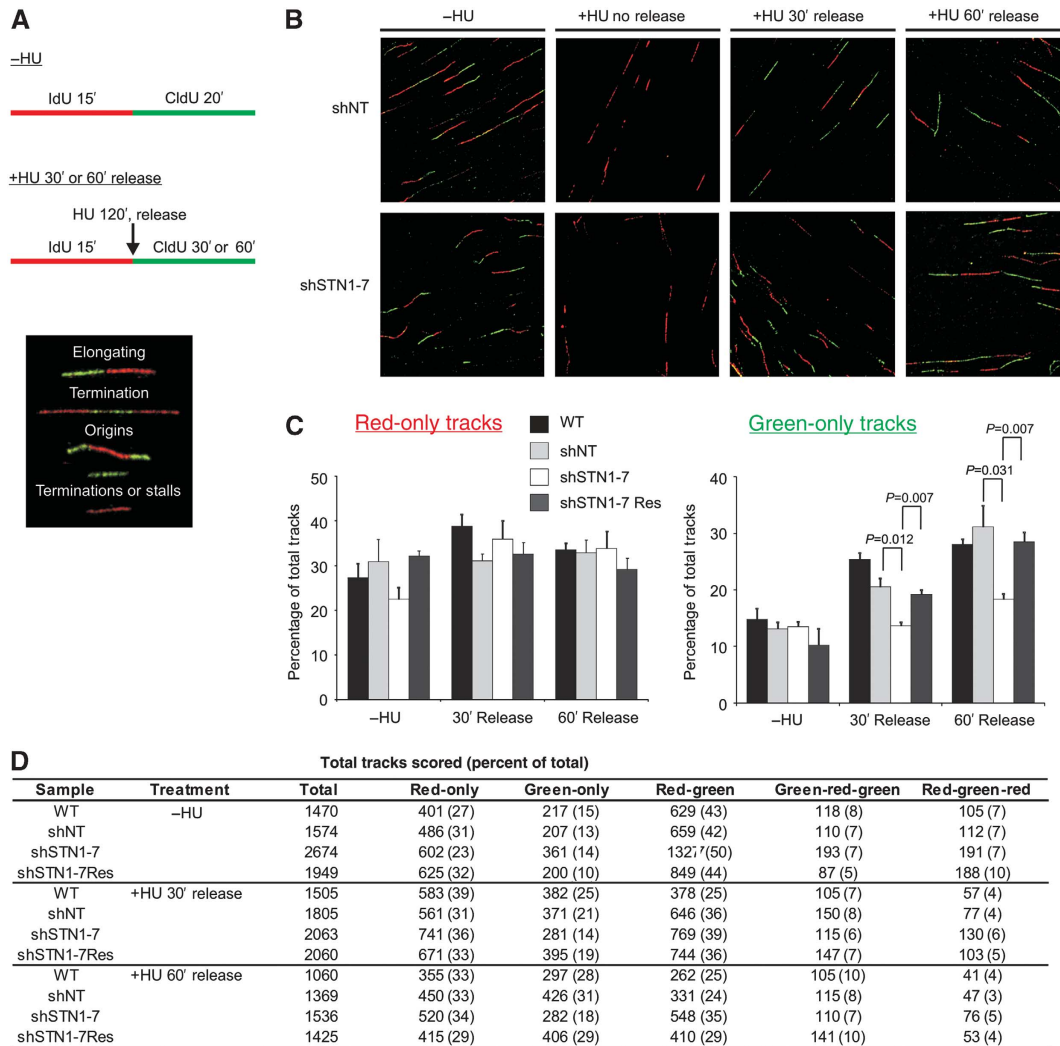 A
–HU
IdU 15′
CldU 20′
+HU 30′ or 60′ release
HU 120′, release
IdU 15′
CldU 30′ or 60′
Elongating
Termination
Origins
Terminations or stalls
B
–HU
+HU no release
+HU 30′ release
+HU 60′ release
shNT
shSTN1-7
C
Red-only tracks
WT
shNT
shSTN1-7
shSTN1-7 Res
Green-only tracks
Percentage of total tracks
50
40
30
20
10
0
–HU
30′ Release
60′ Release
Percentage of total tracks
40
30
20
10
0
P=0.012
P=0.007
P=0.031
P=0.007
–HU
30′ Release
60′ Release
D
Total tracks scored (percent of total)
Sample Treatment Total Red-only Green-only Red-green Green-red-green Red-green-red
WT –HU 1470 401 (27) 217 (15) 629 (43) 118 (8) 105 (7)
shNT 1574 486 (31) 207 (13) 659 (42) 110 (7) 112 (7)
shSTN1-7 2674 602 (23) 361 (14) 1327 (50) 193 (7) 191 (7)
shSTN1-7Res 1949 625 (32) 200 (10) 849 (44) 87 (5) 188 (10)
WT +HU 30′ release 1505 583 (39) 382 (25) 378 (25) 105 (7) 57 (4)
shNT 1805 561 (31) 371 (21) 646 (36) 150 (8) 77 (4)
shSTN1-7 2063 741 (36) 281 (14) 769 (39) 115 (6) 130 (6)
shSTN1-7Res 2060 671 (33) 395 (19) 744 (36) 147 (7) 103 (5)
WT +HU 60′ release 1060 355 (33) 297 (28) 262 (25) 105 (10) 41 (4)
shNT 1369 450 (33) 426 (31) 331 (24) 115 (8) 47 (3)
shSTN1-7 1536 520 (34) 282 (18) 548 (35) 110 (7) 76 (5)
shSTN1-7Res 1425 415 (29) 406 (29) 410 (29) 141 (10) 53 (4)